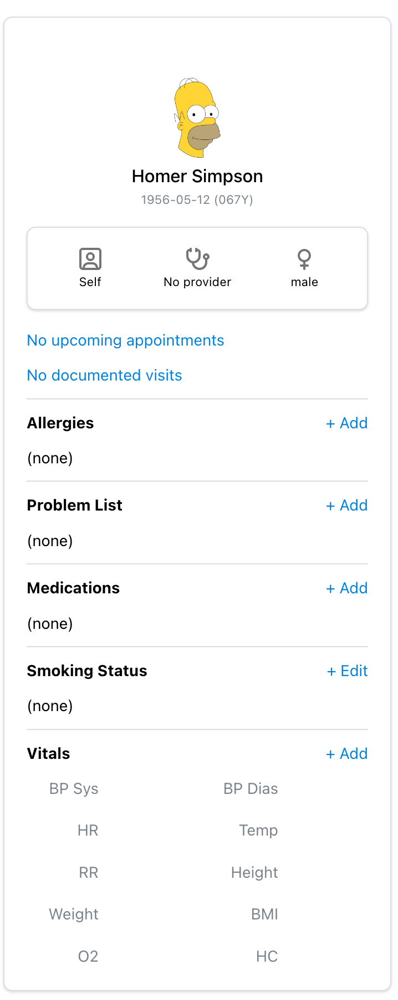 Homer Simpson
1956-05-12 (067Y)
Self No provider male
No upcoming appointments
No documented visits
Allergies + Add
(none)
Problem List + Add
(none)
Medications + Add
(none)
Smoking Status + Edit
(none)
Vitals + Add
BP Sys BP Dias
HR Temp
RR Height
Weight BMI
O2 HC